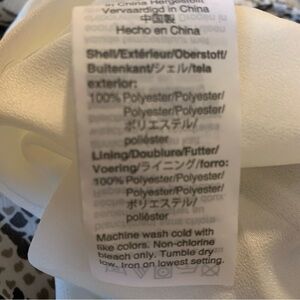 in China Hergestellt
Vervaardigd in China
中国製
Hecho en China
Shell/Extérieur/Oberstoff/
Buitenkant/シェル/tela
exterior:
100% Polyester/Polyester/
Polyester/Polyester/
ポリエステル/
poliéster
Lining/Doublure/Futter/
Voering/ライニング/forro:
100% Polyester/Polyester/
Polyester/Polyester/
ポリエステル/
poliéster
Machine wash cold with
like colors. Non-chlorine
bleach only. Tumble dry
low. Iron on lowest setting.